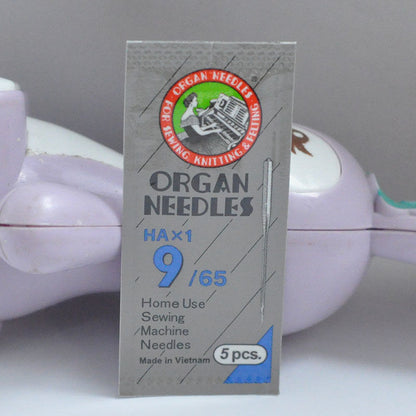 · ORGAN NEEDLES ·
FOR SEWING, KNITTING & FELTING
®
ORGAN
NEEDLES
HA×1
9/65
Home Use
Sewing
Machine
Needles
Made in Vietnam
5 pcs.